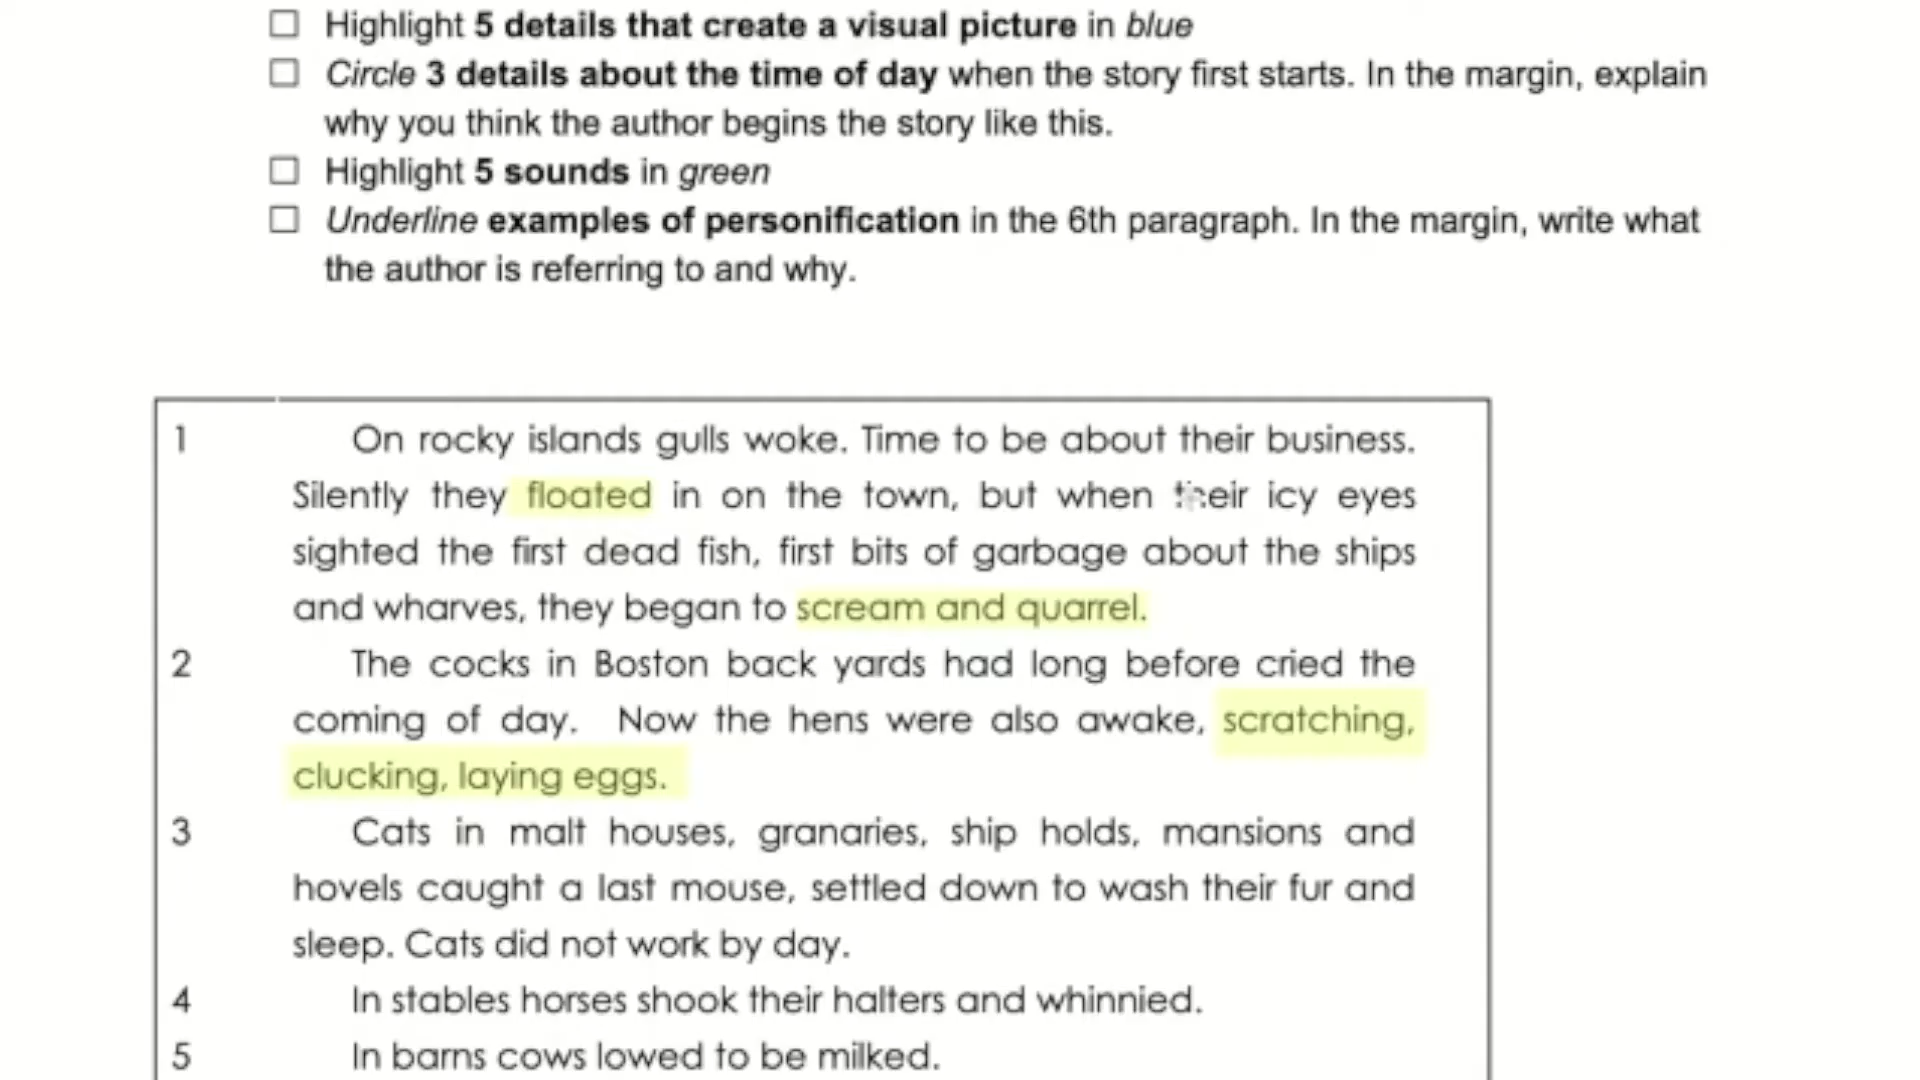 ☐ Highlight 5 details that create a visual picture in blue
☐ Circle 3 details about the time of day when the story first starts. In the margin, explain
why you think the author begins the story like this.
☐ Highlight 5 sounds in green
☐ Underline examples of personification in the 6th paragraph. In the margin, write what
the author is referring to and why.
1 On rocky islands gulls woke. Time to be about their business.
Silently they floated in on the town, but when their icy eyes
sighted the first dead fish, first bits of garbage about the ships
and wharves, they began to scream and quarrel.
2 The cocks in Boston back yards had long before cried the
coming of day. Now the hens were also awake, scratching,
clucking, laying eggs.
3 Cats in malt houses, granaries, ship holds, mansions and
hovels caught a last mouse, settled down to wash their fur and
sleep. Cats did not work by day.
4 In stables horses shook their halters and whinnied.
5 In barns cows lowed to be milked.